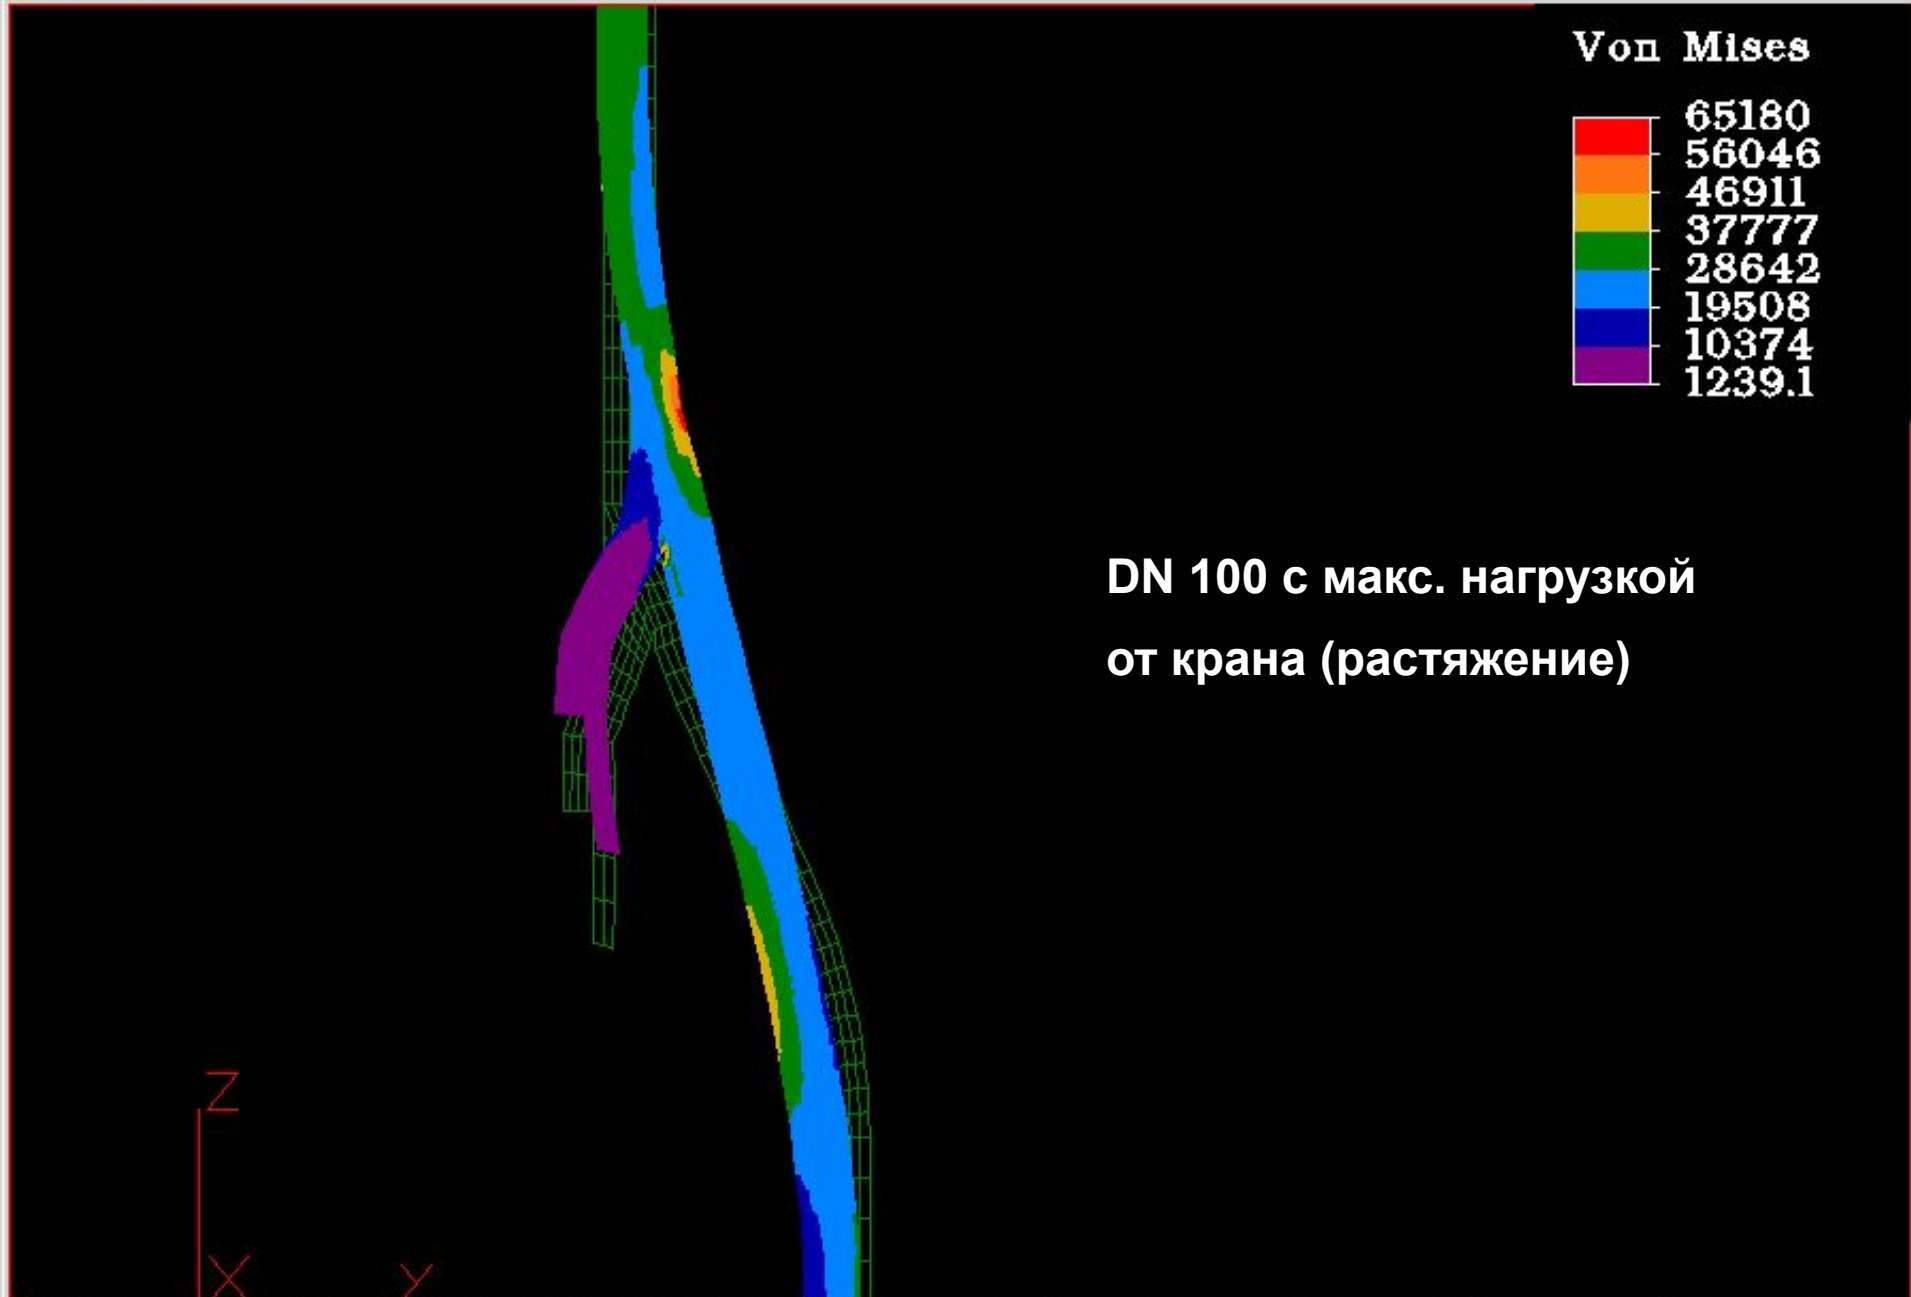 Von Mises
65180
56046
46911
37777
28642
19508
10374
1239.1
DN 100 с макс. нагрузкой
от крана (растяжение)
Z
X Y